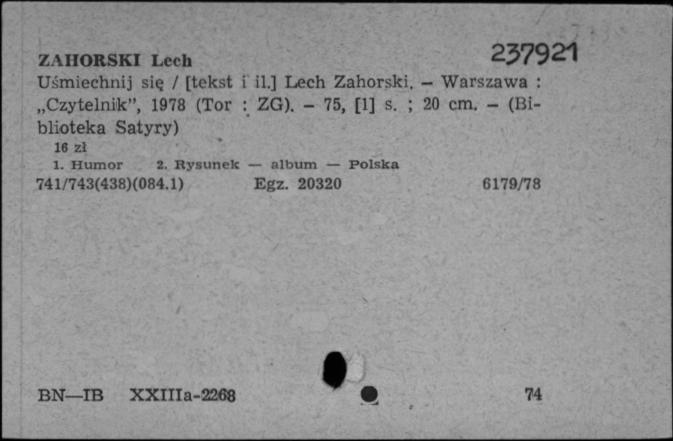 ZAHORSKI Lech 237921
Uśmiechnij się / [tekst i il.] Lech Zahorski. — Warszawa :
„Czytelnik”, 1978 (Tor : ZG). — 75, [1] s. ; 20 cm. — (Bi-
blioteka Satyry)
16 zł
1. Humor 2. Rysunek — album — Polska
741/743(438)(084.1) Egz. 20320 6179/78
BN—IB XXIIIa-2268 74